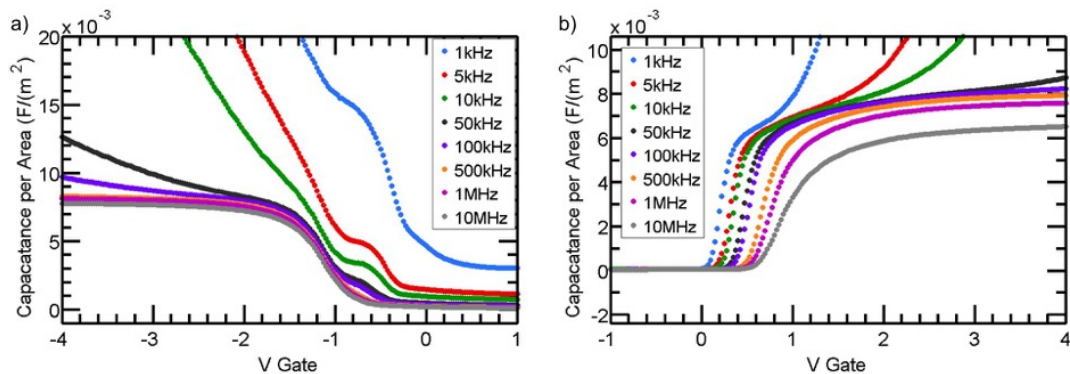 a)
x 10-3
20
15
10
5
0
Capacatance per Area (F/(m2)
-4 -3 -2 -1 0 1
V Gate
1kHz
5kHz
10kHz
50kHz
100kHz
500kHz
1MHz
10MHz
b)
x 10-3
10
8
6
4
2
0
-2
Capacatance per Area (F/(m2)
-1 0 1 2 3 4
V Gate
1kHz
5kHz
10kHz
50kHz
100kHz
500kHz
1MHz
10MHz